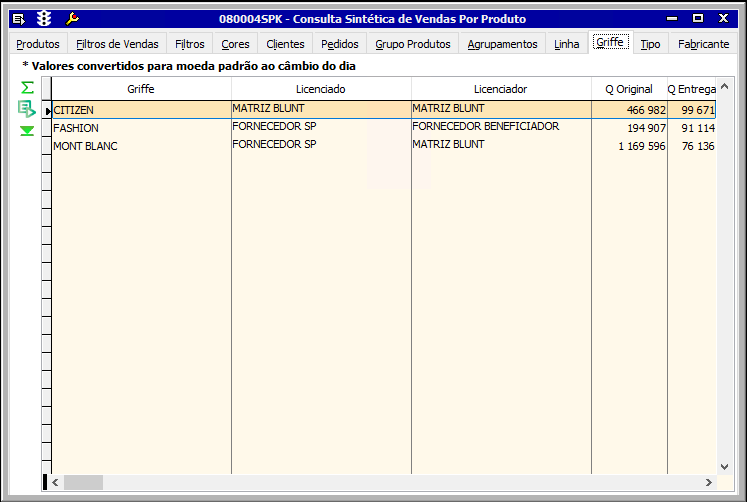 080004SPK - Consulta Sintética de Vendas Por Produto
Produtos Filtros de Vendas Filtros Cores Clientes Pedidos Grupo Produtos Agrupamentos Linha Griffe Tipo Fabricante
* Valores convertidos para moeda padrão ao câmbio do dia
Griffe Licenciado Licenciador Q Original Q Entrega
CITIZEN MATRIZ BLUNT MATRIZ BLUNT 466 982 99 671
FASHION FORNECEDOR SP FORNECEDOR BENEFICIADOR 194 907 91 114
MONT BLANC FORNECEDOR SP MATRIZ BLUNT 1 169 596 76 136